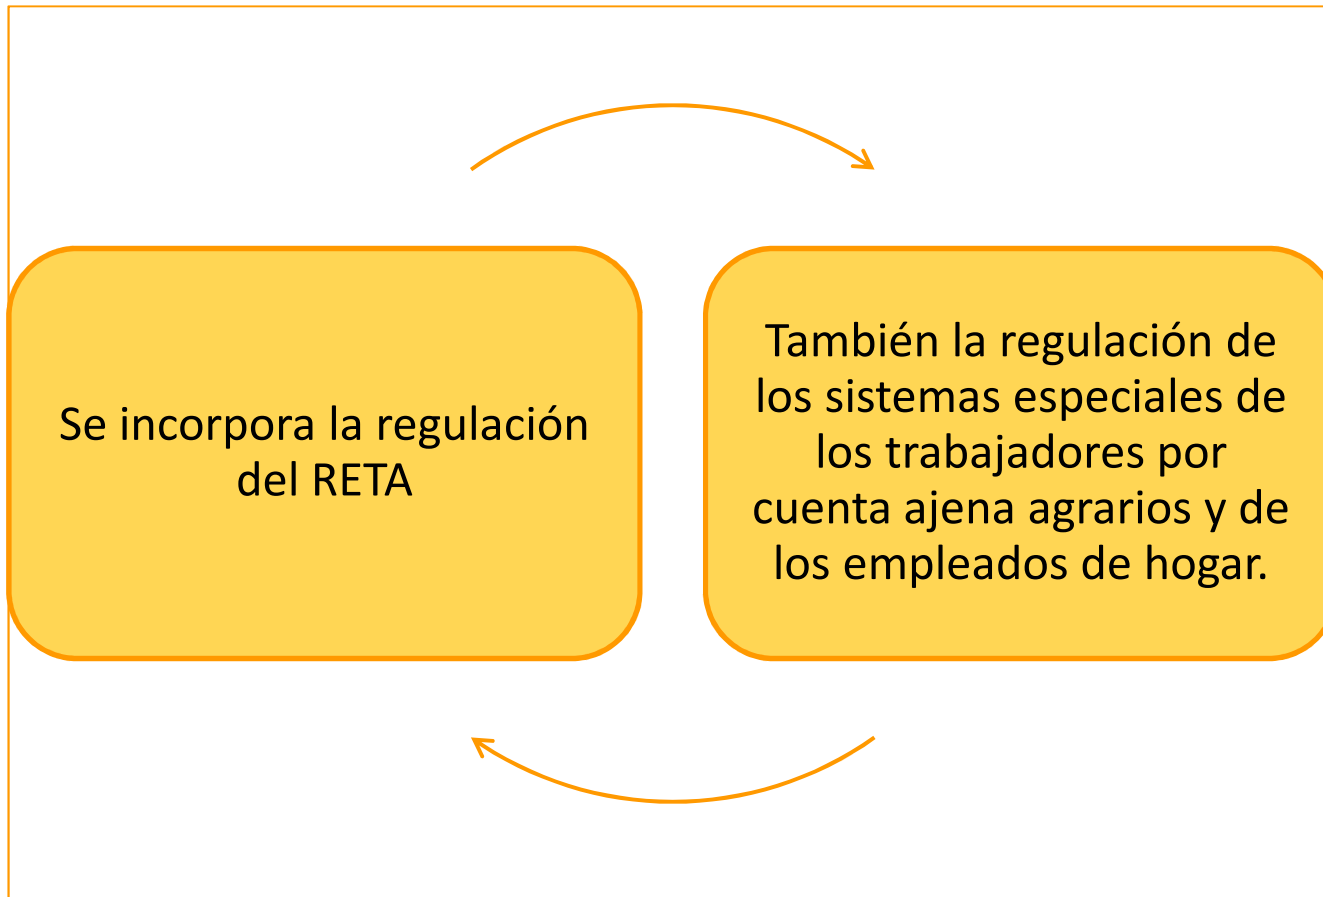 Se incorpora la regulación
del RETA
También la regulación de
los sistemas especiales de
los trabajadores por
cuenta ajena agrarios y de
los empleados de hogar.